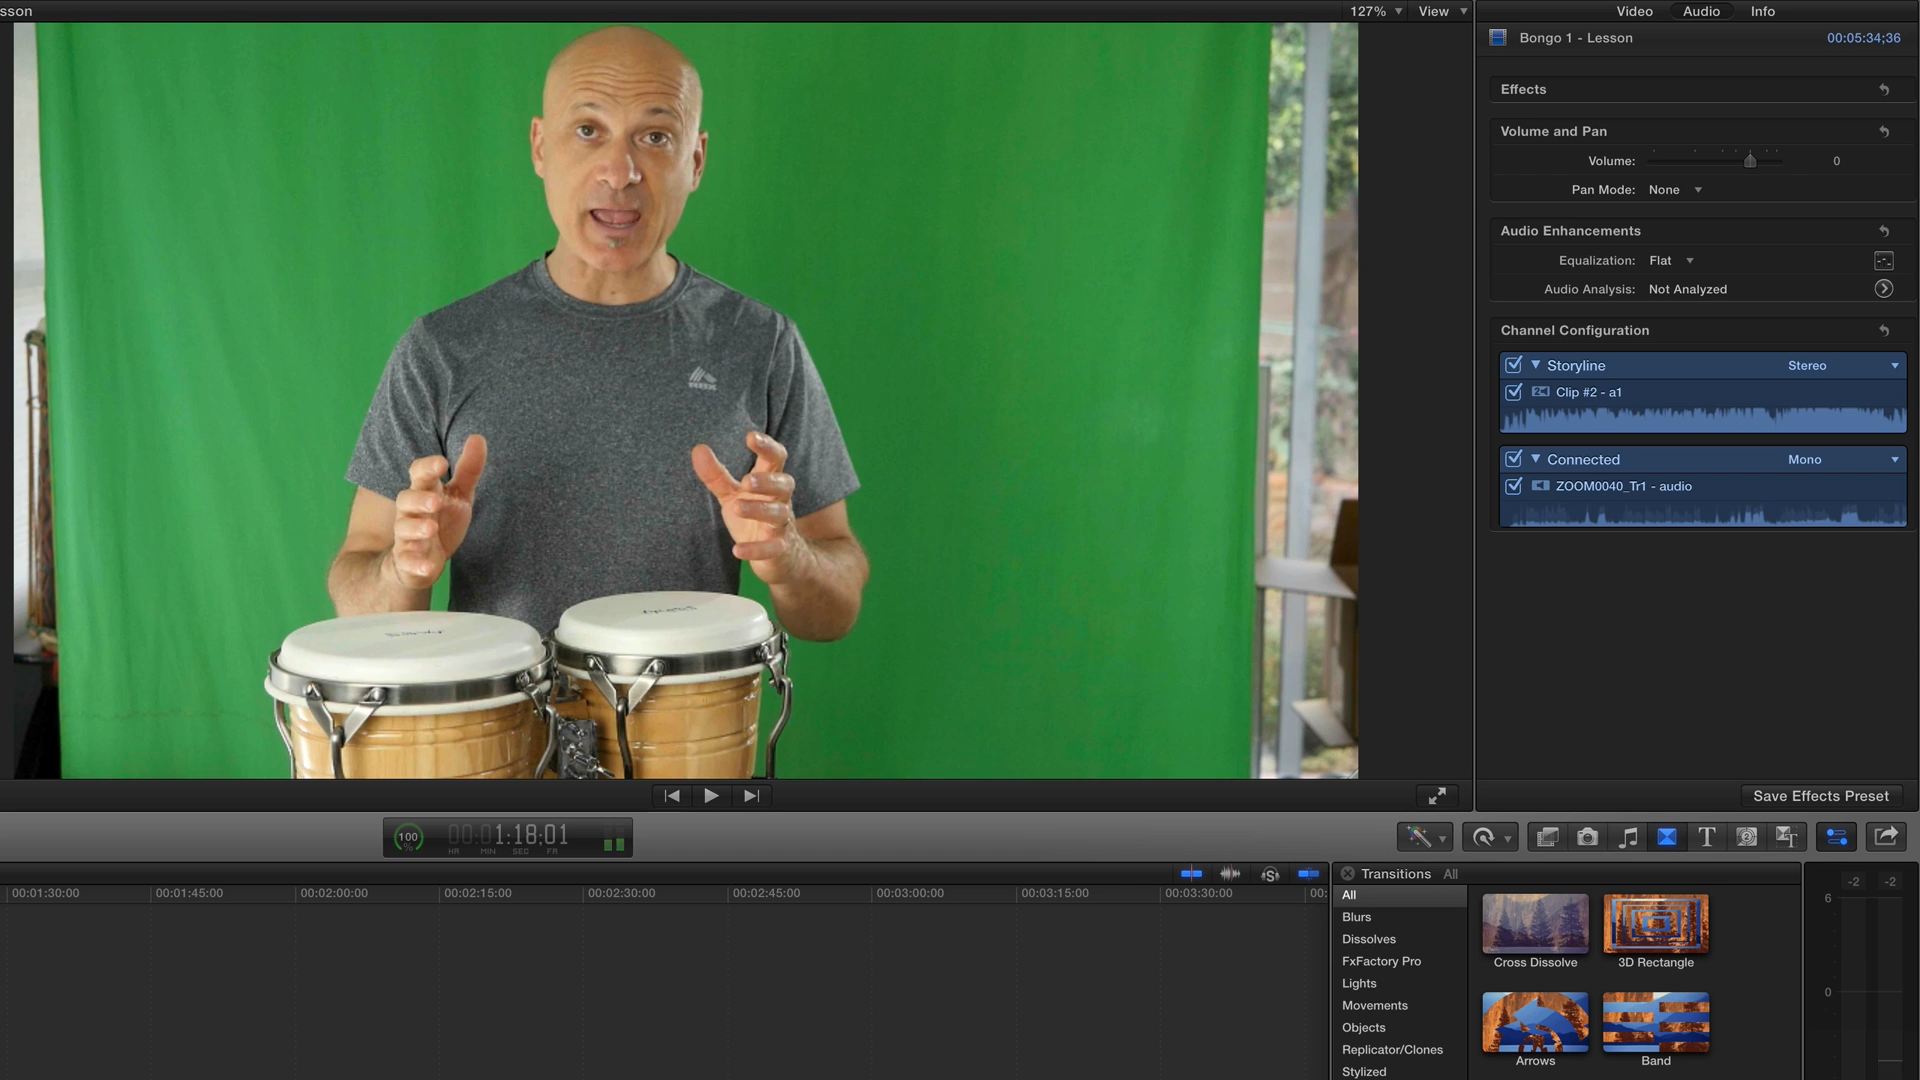 sson
127%
View
Video
Audio
Info
Bongo 1 - Lesson
00:05:34;36
Effects
Volume and Pan
Volume:
0
Pan Mode: None
Audio Enhancements
Equalization: Flat
Audio Analysis: Not Analyzed
Channel Configuration
Storyline
Stereo
Clip #2 - a1
Connected
Mono
ZOOM0040_Tr1 - audio
Save Effects Preset
100
%
00:01:18;01
HR MIN SEC FR
00:01:30:00
00:01:45:00
00:02:00:00
00:02:15:00
00:02:30:00
00:02:45:00
00:03:00:00
00:03:15:00
00:03:30:00
00:
Transitions
All
All
Blurs
Dissolves
FxFactory Pro
Lights
Movements
Objects
Replicator/Clones
Stylized
Cross Dissolve
3D Rectangle
Arrows
Band
-2
-2
6
0